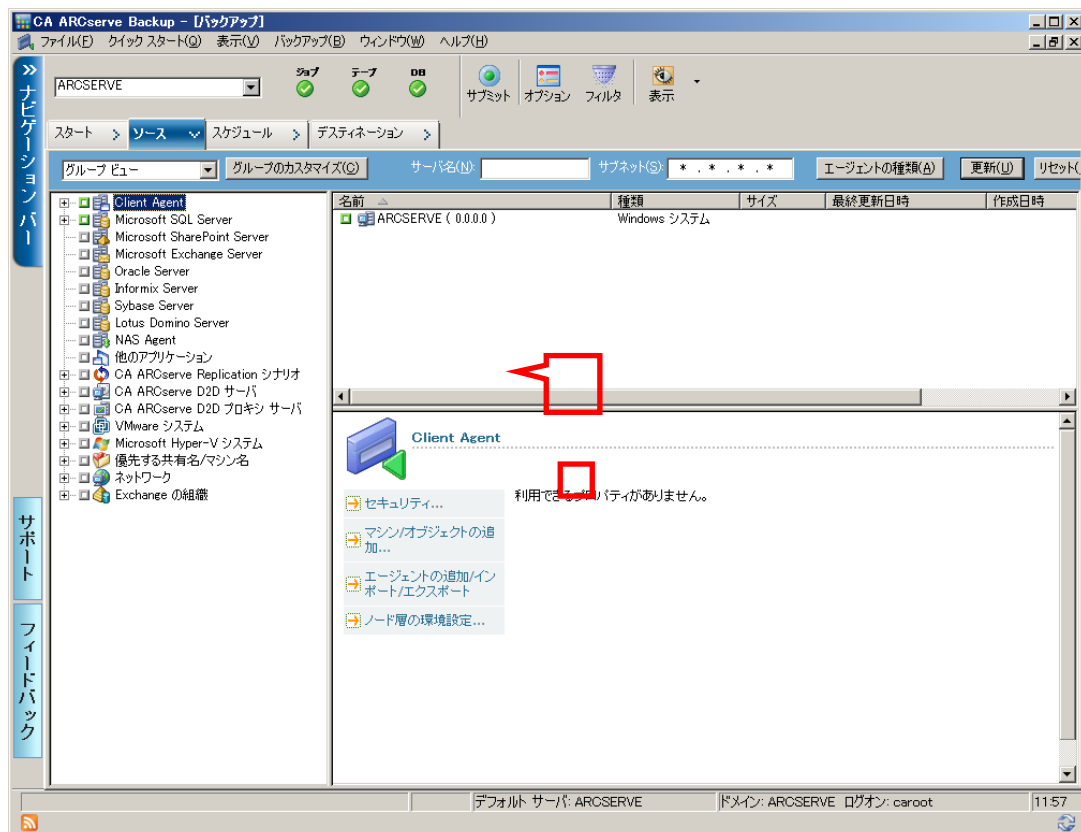 CA ARCserve Backup - [バックアップ]
ファイル(F) クイック スタート(Q) 表示(V) バックアップ(B) ウィンドウ(W) ヘルプ(H)
ARCSERVE
ジョブ テープ DB
サブミット オプション フィルタ 表示
スタート > ソース スケジュール > デスティネーション >
グループ ビュー グループのカスタマイズ(C) サーバ名(N): サブネット(S): * . * . * . * エージェントの種類(A) 更新(U) リセット(
ナビゲーション バー
サポート
フィードバック
Client Agent
Microsoft SQL Server
Microsoft SharePoint Server
Microsoft Exchange Server
Oracle Server
Informix Server
Sybase Server
Lotus Domino Server
NAS Agent
他のアプリケーション
CA ARCserve Replication シナリオ
CA ARCserve D2D サーバ
CA ARCserve D2D プロキシ サーバ
VMware システム
Microsoft Hyper-V システム
優先する共有名/マシン名
ネットワーク
Exchange の組織
名前 種類 サイズ 最終更新日時 作成日時
ARCSERVE ( 0.0.0.0 ) Windows システム
Client Agent
セキュリティ...
マシン/オブジェクトの追
加...
エージェントの追加/イン
ポート/エクスポート
ノード層の環境設定...
利用できるプロパティがありません。
デフォルト サーバ: ARCSERVE ドメイン: ARCSERVE ログオン: caroot 11:57